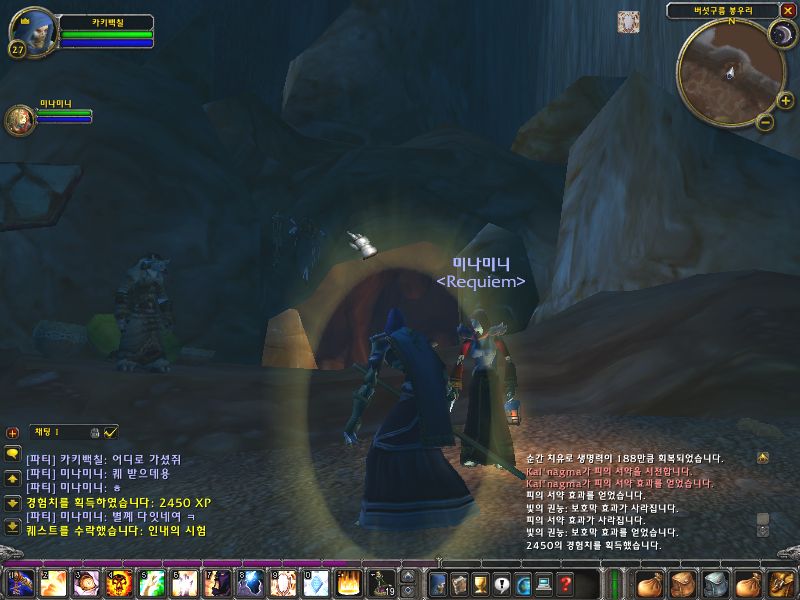 카키백칠
버섯구름 봉우리
N
27
미나미니
미나미니
<Requiem>
채팅 1
[파티] 카키백칠: 어디로 가셨쥐
[파티] 미나미니: 퀘 받으데용
[파티] 미나미니: ㅎ
경험치를 획득하였습니다: 2450 XP
[파티] 미나미니: 별께 다잇네여 ㅋ
퀘스트를 수락했습니다: 인내의 시험
순간 치유로 생명력이 188만큼 회복되었습니다.
Kal'nagma가 피의 서약을 시전합니다.
Kal'nagma가 피의 서약 효과를 얻었습니다.
피의 서약 효과를 얻었습니다.
빛의 권능: 보호막 효과가 사라집니다.
피의 서약 효과가 사라집니다.
빛의 권능: 보호막 효과를 얻었습니다.
2450의 경험치를 획득했습니다.
19